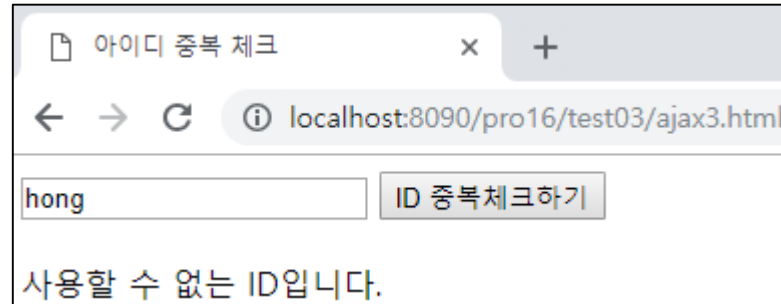 아이디 중복 체크
localhost:8090/pro16/test03/ajax3.html
hong ID 중복체크하기
사용할 수 없는 ID입니다.